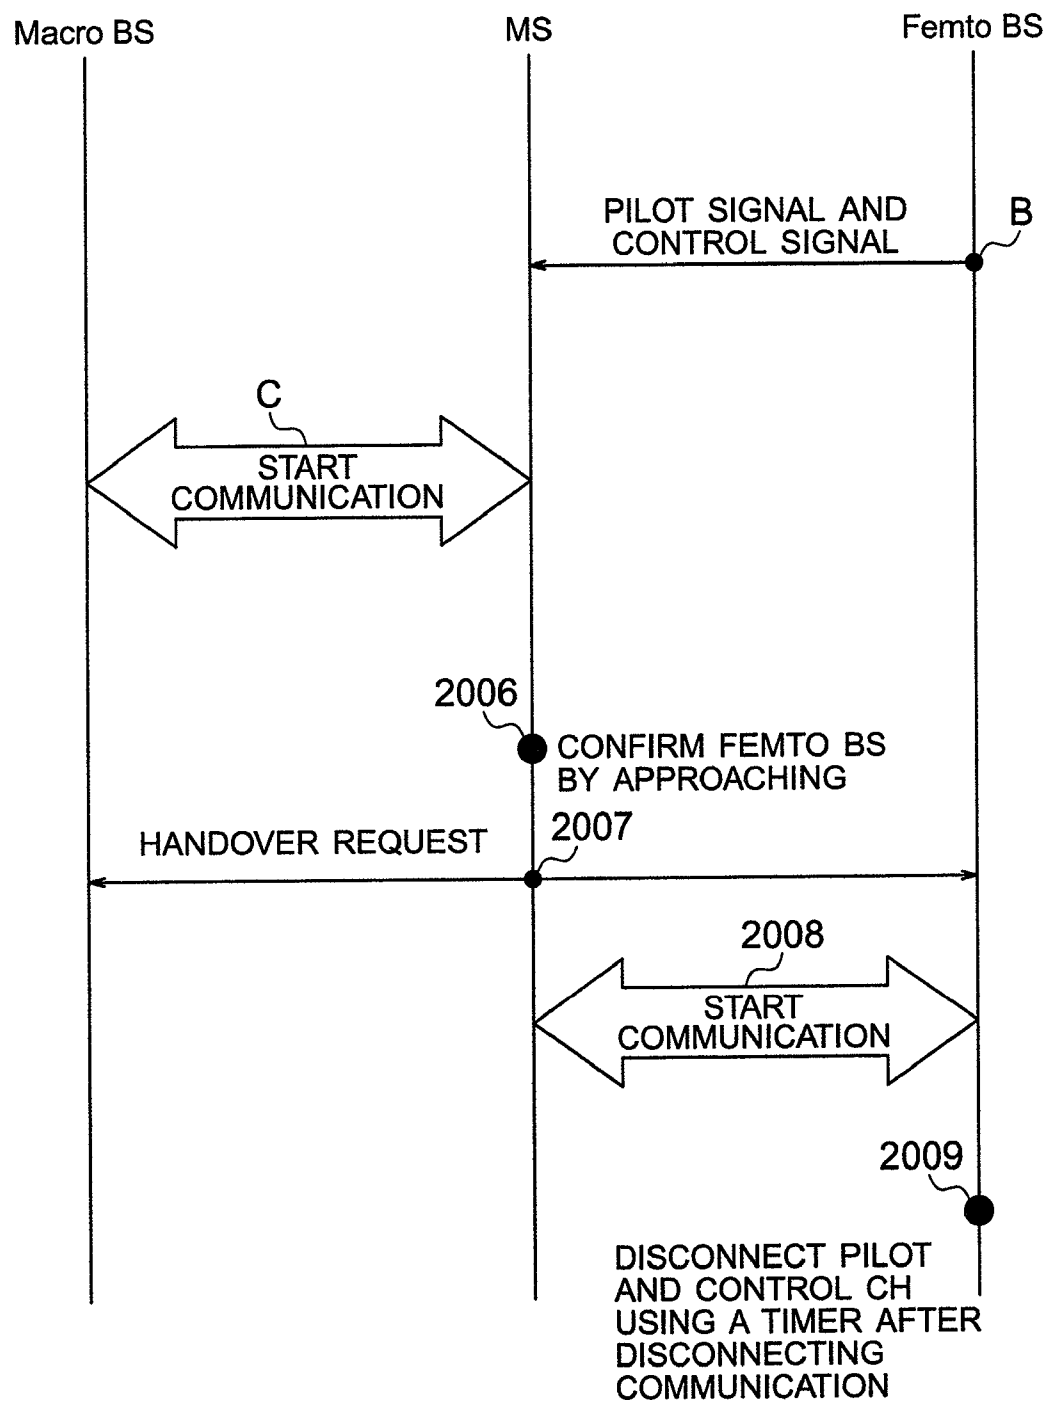 Macro BS
MS
Femto BS
PILOT SIGNAL AND
CONTROL SIGNAL
B
C
START
COMMUNICATION
2006
CONFIRM FEMTO BS
BY APPROACHING
HANDOVER REQUEST
2007
2008
START
COMMUNICATION
2009
DISCONNECT PILOT
AND CONTROL CH
USING A TIMER AFTER
DISCONNECTING
COMMUNICATION